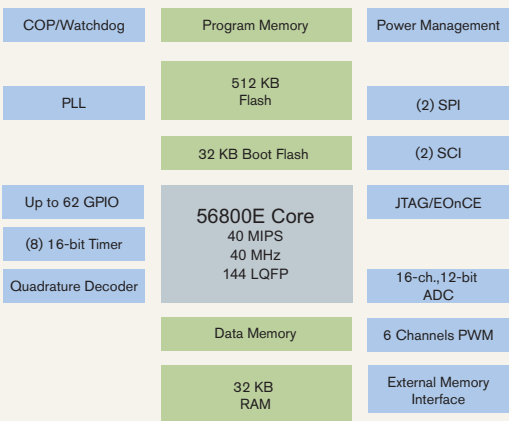 COP/Watchdog
Program Memory
Power Management
512 KB
Flash
PLL
(2) SPI
32 KB Boot Flash
(2) SCI
Up to 62 GPIO
56800E Core
40 MIPS
40 MHz
144 LQFP
JTAG/EOnCE
(8) 16-bit Timer
Quadrature Decoder
16-ch.,12-bit
ADC
Data Memory
6 Channels PWM
32 KB
RAM
External Memory
Interface